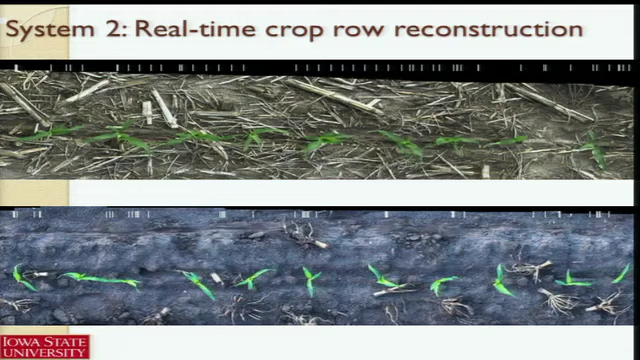 System 2: Real-time crop row reconstruction
IOWA STATE
UNIVERSITY